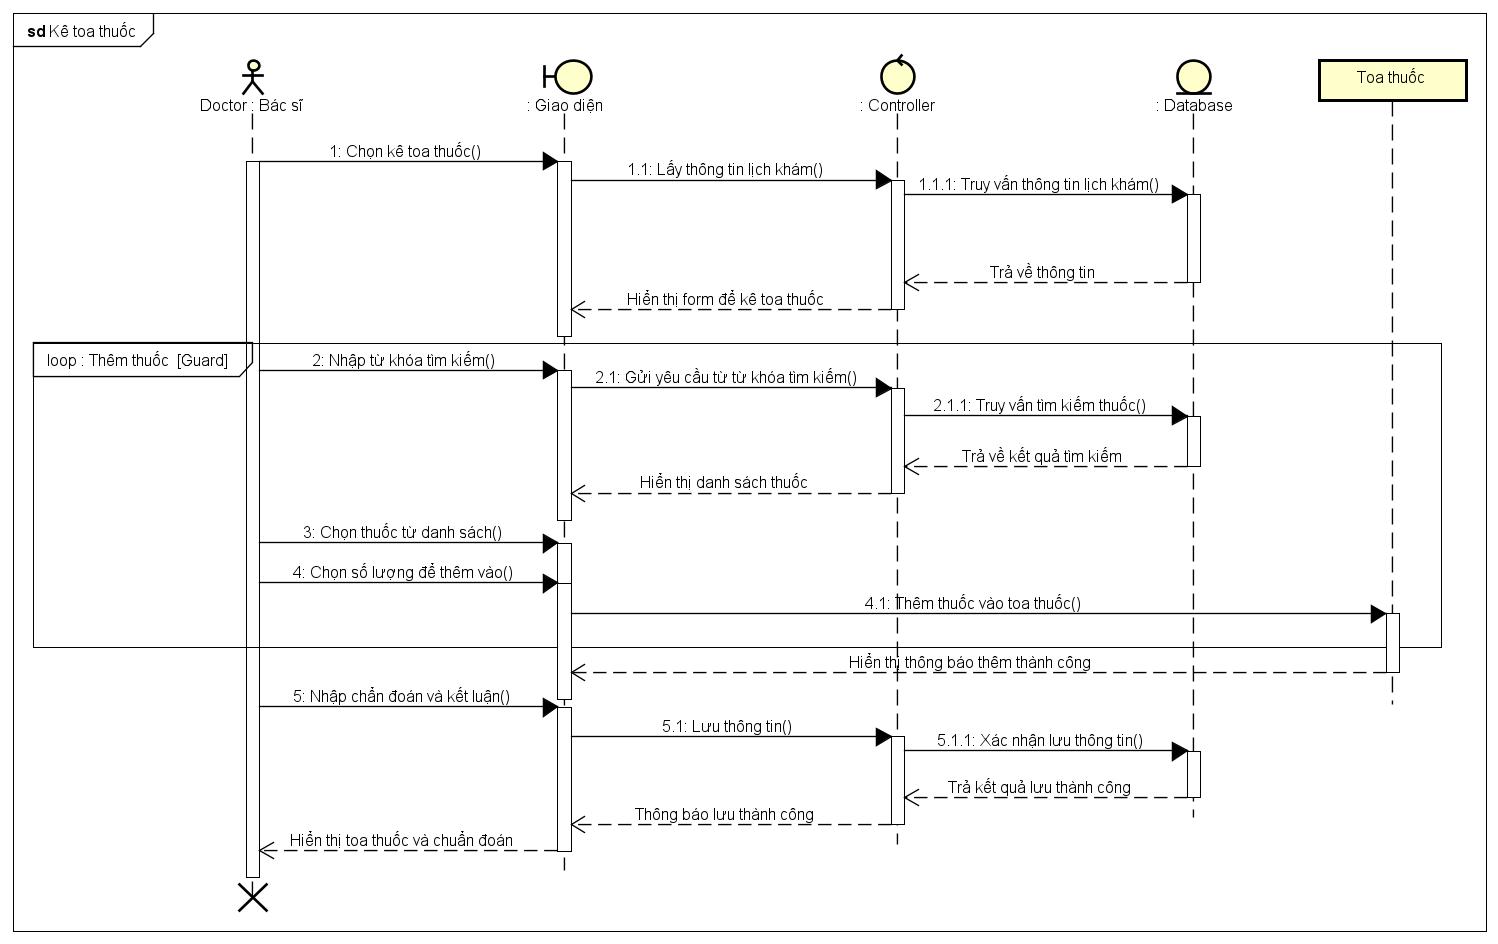 sd Kê toa thuốc
Doctor : Bác sĩ
: Giao diện
: Controller
: Database
Toa thuốc
1: Chọn kê toa thuốc()
1.1: Lấy thông tin lịch khám()
1.1.1: Truy vấn thông tin lịch khám()
Trả về thông tin
Hiển thị form để kê toa thuốc
loop : Thêm thuốc [Guard]
2: Nhập từ khóa tìm kiếm()
2.1: Gửi yêu cầu từ từ khóa tìm kiếm()
2.1.1: Truy vấn tìm kiếm thuốc()
Trả về kết quả tìm kiếm
Hiển thị danh sách thuốc
3: Chọn thuốc từ danh sách()
4: Chọn số lượng để thêm vào()
4.1: Thêm thuốc vào toa thuốc()
Hiển thị thông báo thêm thành công
5: Nhập chẩn đoán và kết luận()
5.1: Lưu thông tin()
5.1.1: Xác nhận lưu thông tin()
Trả kết quả lưu thành công
Thông báo lưu thành công
Hiển thị toa thuốc và chuẩn đoán